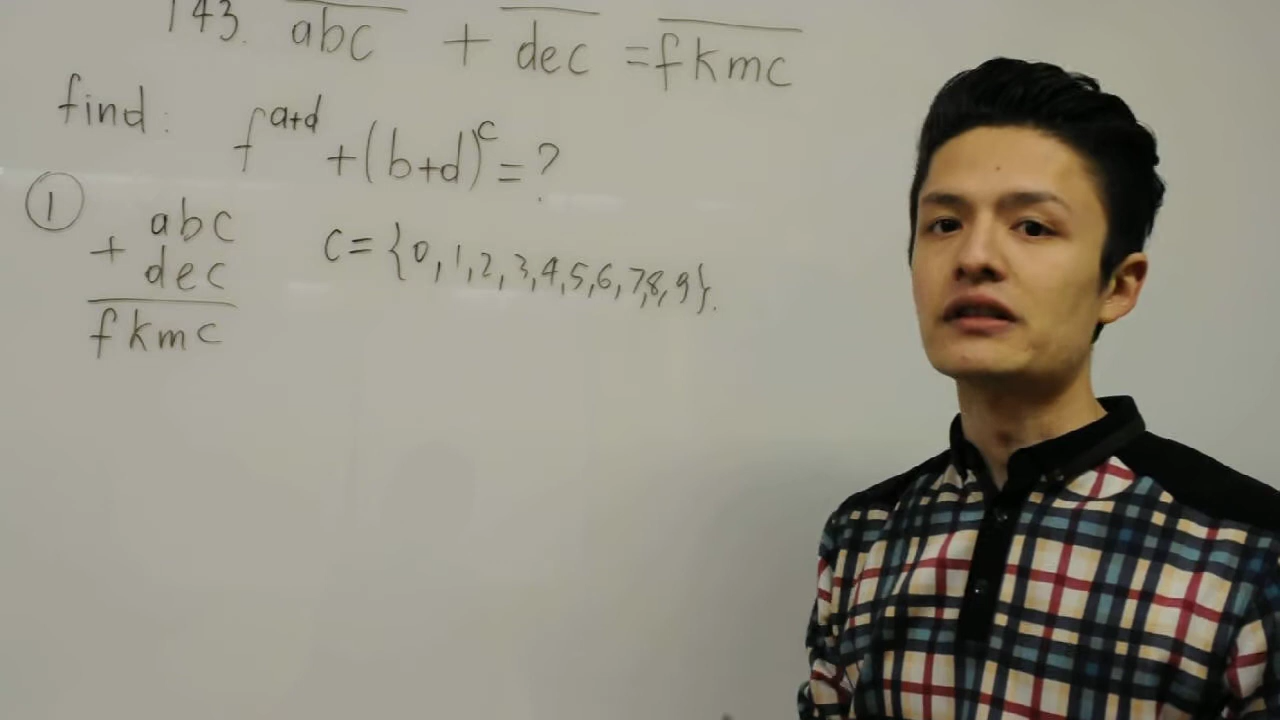 143. abc + dec = fkmc
find: f^{a+d} + (b+d)^c = ?
① abc
+ dec
fkmc
c = {0, 1, 2, 3, 4, 5, 6, 7, 8, 9}.